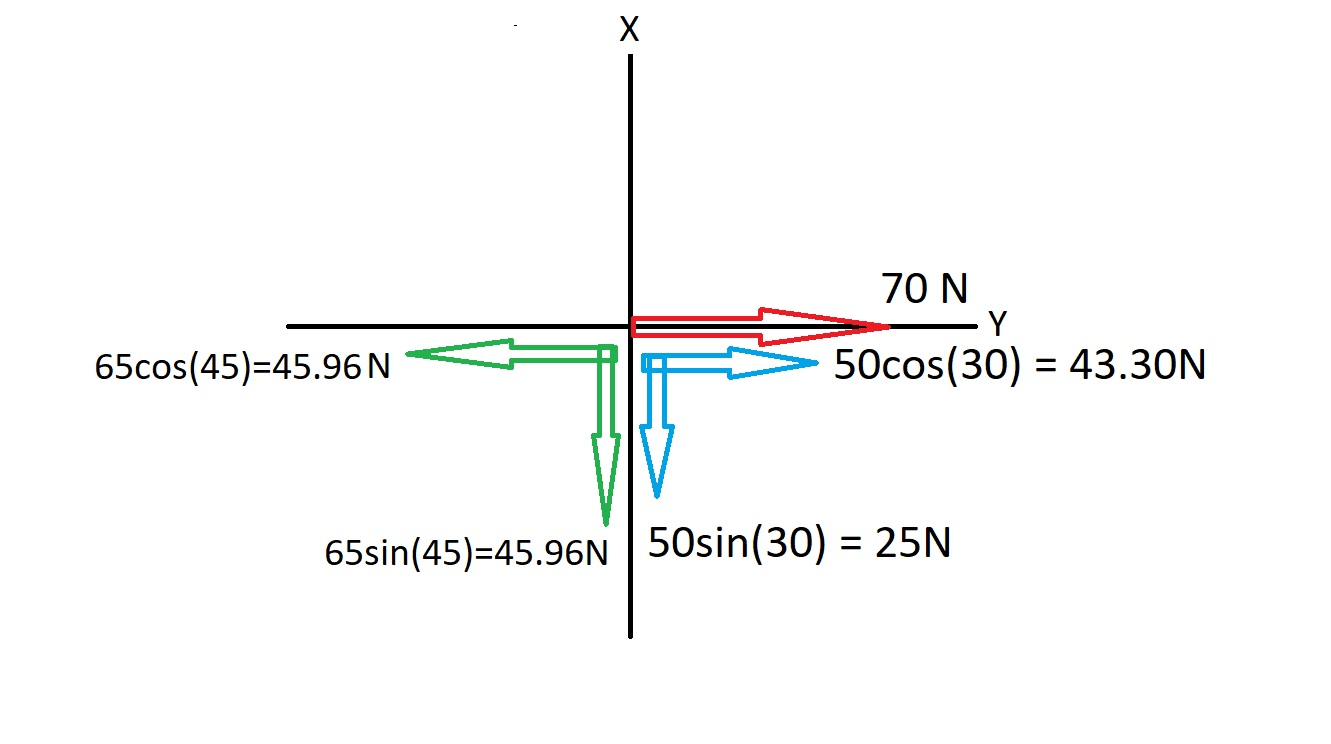 X
70 N
Y
65cos(45)=45.96 N
50cos(30) = 43.30N
65sin(45)=45.96N
50sin(30) = 25N